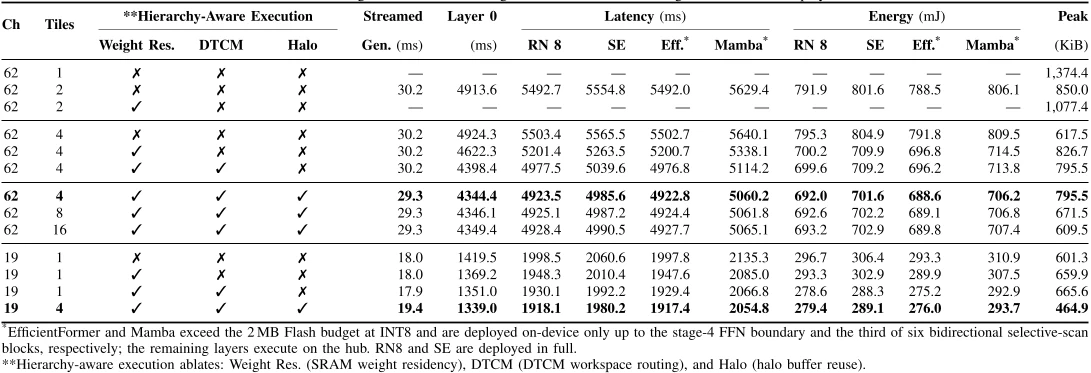 Ch Tiles **Hierarchy-Aware Execution Streamed Layer 0 Latency (ms) Energy (mJ) Peak
Weight Res. DTCM Halo Gen. (ms) (ms) RN 8 SE Eff.* Mamba* RN 8 SE Eff.* Mamba* (KiB)
62 1 ✗ ✗ ✗ — — — — — — — — — — 1,374.4
62 2 ✗ ✗ ✗ 30.2 4913.6 5492.7 5554.8 5492.0 5629.4 791.9 801.6 788.5 806.1 850.0
62 2 ✓ ✗ ✗ — — — — — — — — — — 1,077.4
62 4 ✗ ✗ ✗ 30.2 4924.3 5503.4 5565.5 5502.7 5640.1 795.3 804.9 791.8 809.5 617.5
62 4 ✓ ✗ ✗ 30.2 4622.3 5201.4 5263.5 5200.7 5338.1 700.2 709.9 696.8 714.5 826.7
62 4 ✓ ✓ ✗ 30.2 4398.4 4977.5 5039.6 4976.8 5114.2 699.6 709.2 696.2 713.8 795.5
62 4 ✓ ✓ ✓ 29.3 4344.4 4923.5 4985.6 4922.8 5060.2 692.0 701.6 688.6 706.2 795.5
62 8 ✓ ✓ ✓ 29.3 4346.1 4925.1 4987.2 4924.4 5061.8 692.6 702.2 689.1 706.8 671.5
62 16 ✓ ✓ ✓ 29.3 4349.4 4928.4 4990.5 4927.7 5065.1 693.2 702.9 689.8 707.4 609.5
19 1 ✗ ✗ ✗ 18.0 1419.5 1998.5 2060.6 1997.8 2135.3 296.7 306.4 293.3 310.9 601.3
19 1 ✓ ✗ ✗ 18.0 1369.2 1948.3 2010.4 1947.6 2085.0 293.3 302.9 289.9 307.5 659.9
19 1 ✓ ✓ ✗ 17.9 1351.0 1930.1 1992.2 1929.4 2066.8 278.6 288.3 275.2 292.9 665.6
19 4 ✓ ✓ ✓ 19.4 1339.0 1918.1 1980.2 1917.4 2054.8 279.4 289.1 276.0 293.7 464.9
*EfficientFormer and Mamba exceed the 2 MB Flash budget at INT8 and are deployed on-device only up to the stage-4 FFN boundary and the third of six bidirectional selective-scan
blocks, respectively; the remaining layers execute on the hub. RN8 and SE are deployed in full.
**Hierarchy-aware execution ablates: Weight Res. (SRAM weight residency), DTCM (DTCM workspace routing), and Halo (halo buffer reuse).